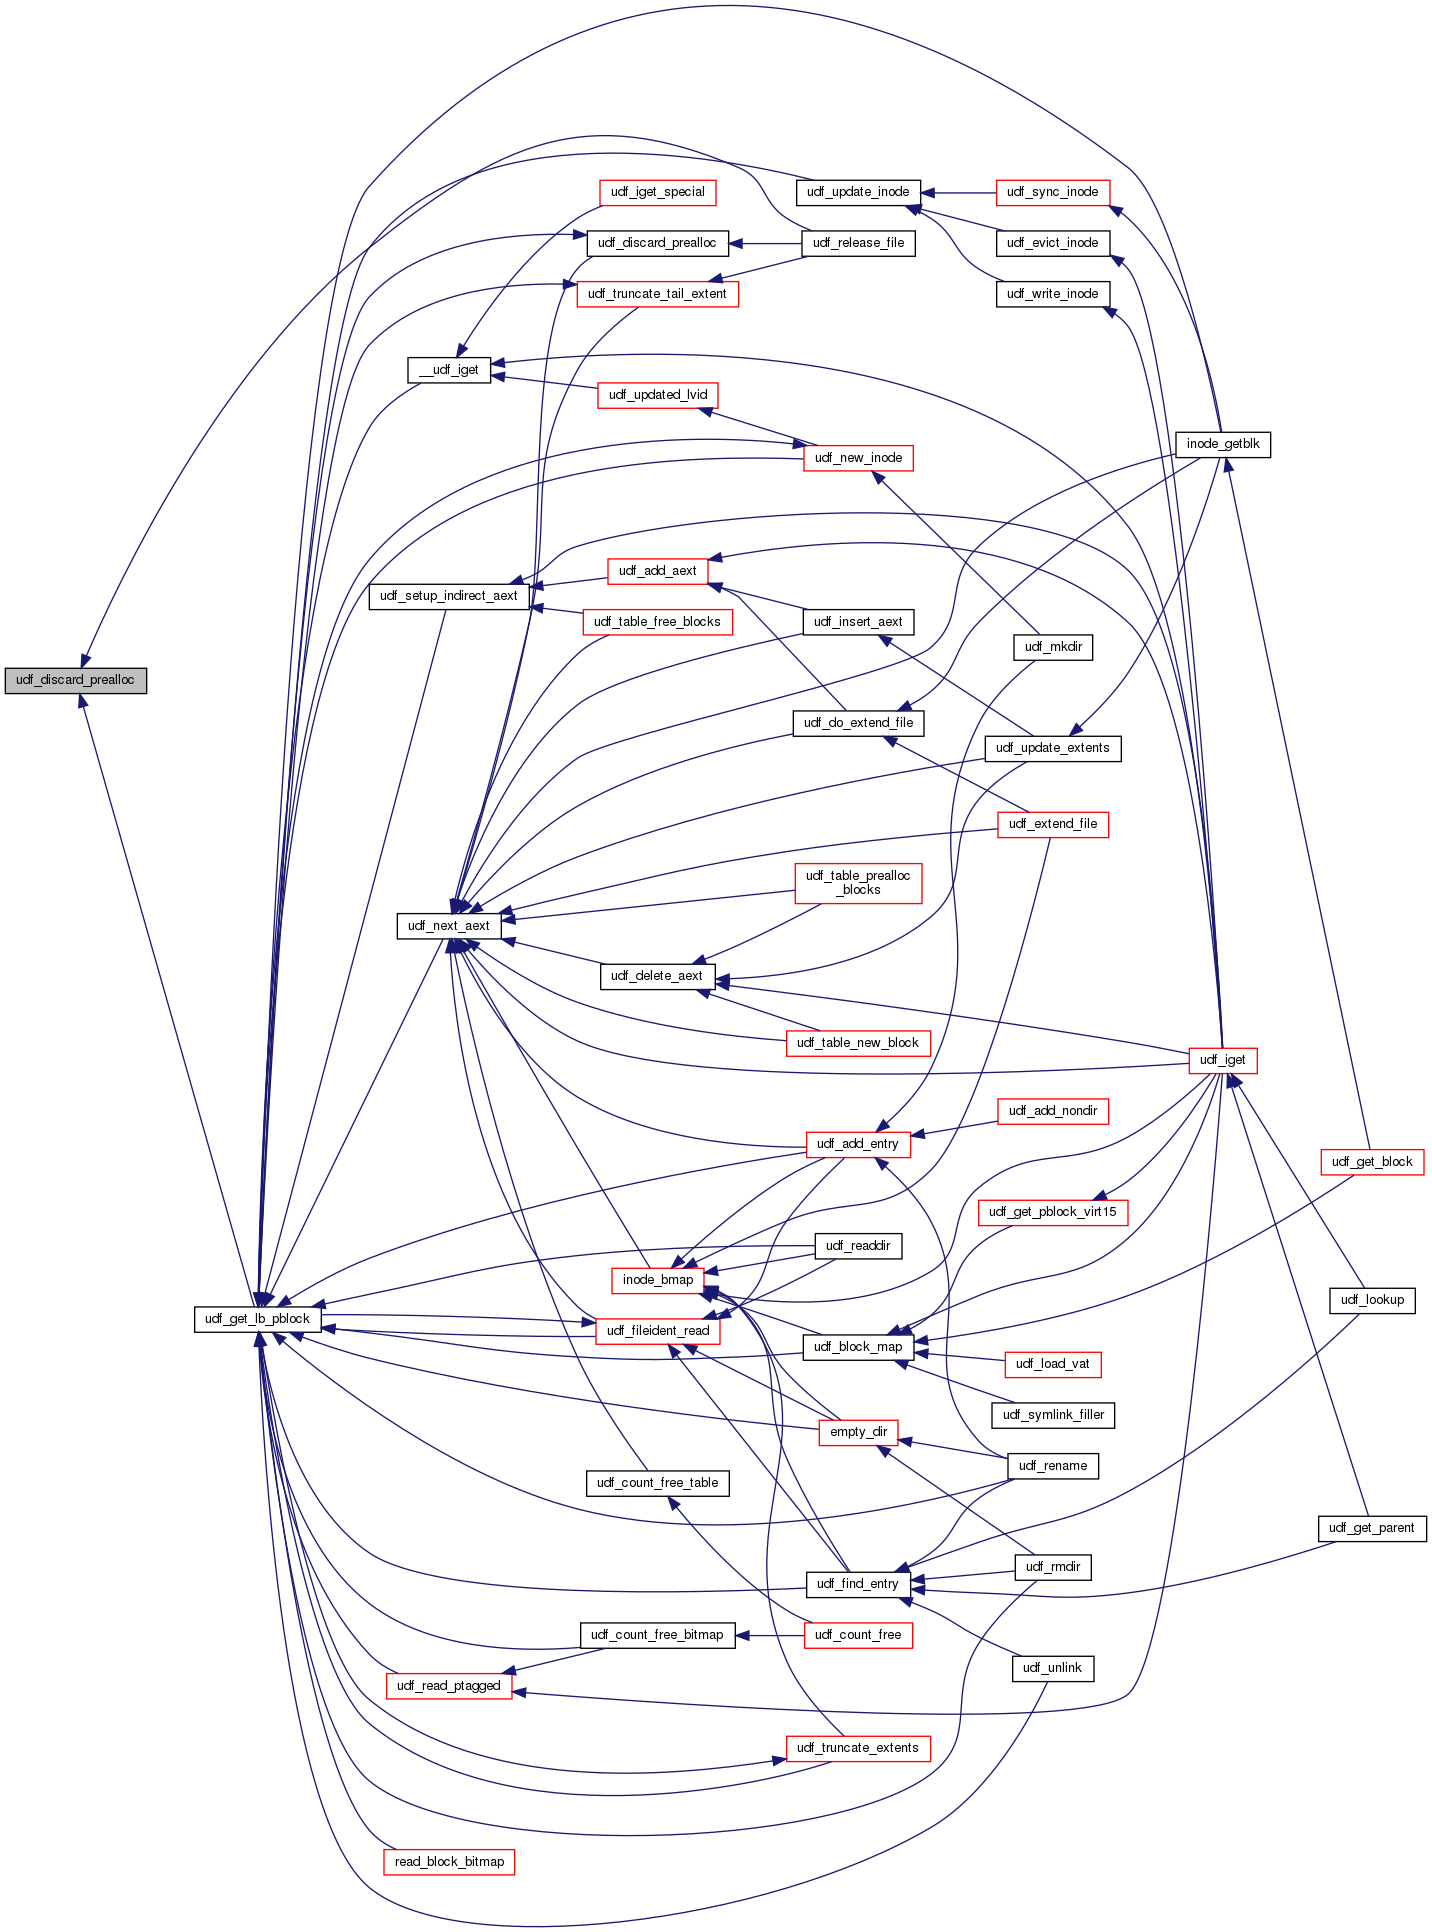 udf_iget_special
udf_update_inode
udf_sync_inode
udf_discard_prealloc
udf_release_file
udf_evict_inode
udf_truncate_tail_extent
udf_write_inode
__udf_iget
udf_updated_lvid
inode_getblk
udf_new_inode
udf_add_aext
udf_setup_indirect_aext
udf_table_free_blocks
udf_insert_aext
udf_mkdir
udf_discard_prealloc
udf_do_extend_file
udf_update_extents
udf_extend_file
udf_table_prealloc
_blocks
udf_next_aext
udf_delete_aext
udf_table_new_block
udf_iget
udf_add_nondir
udf_add_entry
udf_get_block
udf_get_pblock_virt15
udf_readdir
inode_bmap
udf_lookup
udf_get_lb_pblock
udf_fileident_read
udf_block_map
udf_load_vat
udf_symlink_filler
empty_dir
udf_rename
udf_count_free_table
udf_get_parent
udf_rmdir
udf_find_entry
udf_count_free_bitmap
udf_count_free
udf_unlink
udf_read_ptagged
udf_truncate_extents
read_block_bitmap